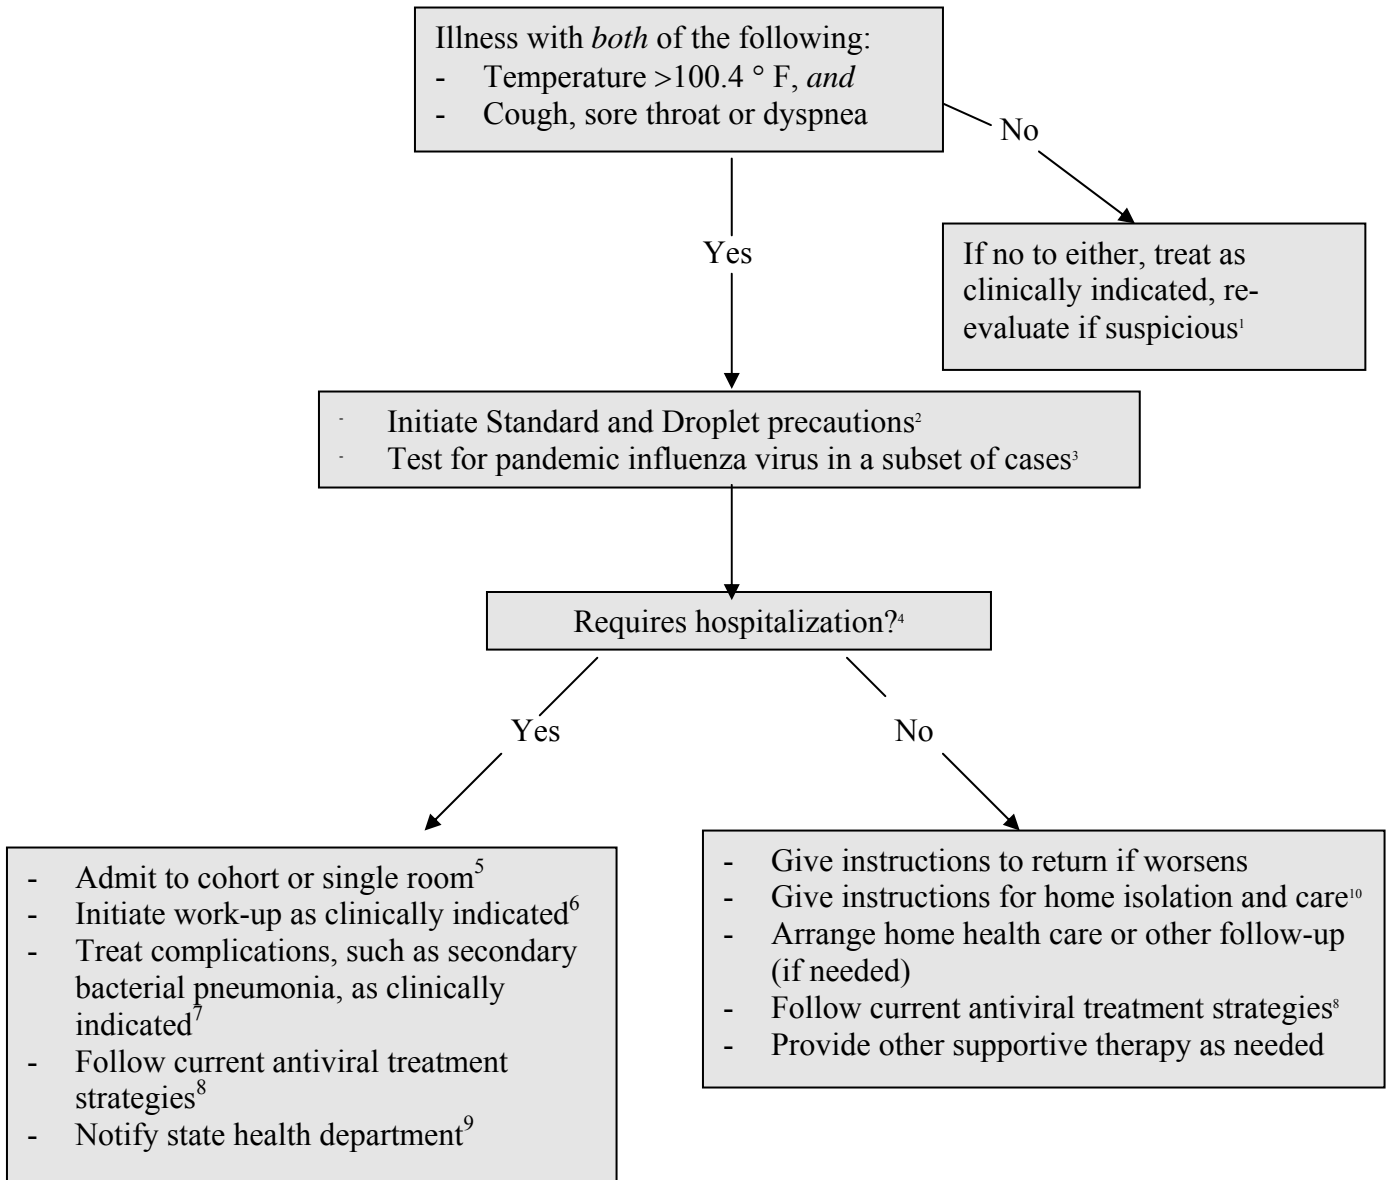 Illness with both of the following:
- Temperature >100.4 ° F, and
- Cough, sore throat or dyspnea
No
Yes
If no to either, treat as
clinically indicated, re-
evaluate if suspicious¹
- Initiate Standard and Droplet precautions²
- Test for pandemic influenza virus in a subset of cases³
Requires hospitalization?⁴
Yes
No
- Admit to cohort or single room⁵
- Initiate work-up as clinically indicated⁶
- Treat complications, such as secondary
bacterial pneumonia, as clinically
indicated⁷
- Follow current antiviral treatment
strategies⁸
- Notify state health department⁹
- Give instructions to return if worsens
- Give instructions for home isolation and care¹⁰
- Arrange home health care or other follow-up
(if needed)
- Follow current antiviral treatment strategies⁸
- Provide other supportive therapy as needed